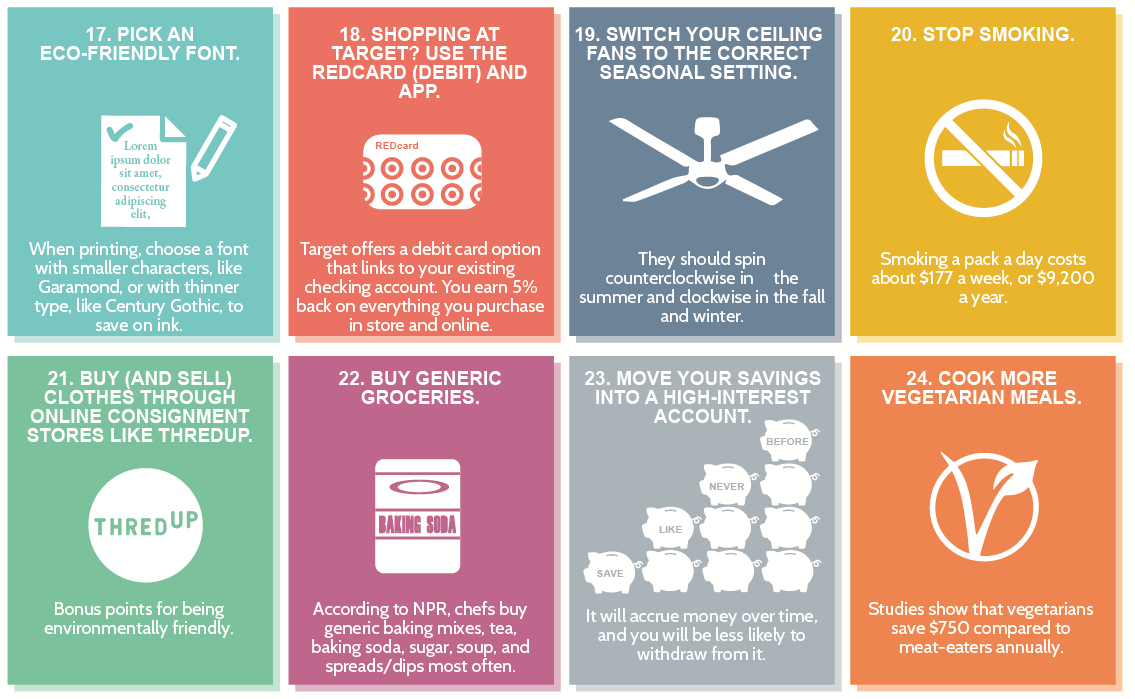 17. PICK AN
ECO-FRIENDLY FONT.
Lorem
ipsum dolor
sit amet,
consectetur
adipiscing
elit,
When printing, choose a font
with smaller characters, like
Garamond, or with thinner
type, like Century Gothic, to
save on ink.
18. SHOPPING AT
TARGET? USE THE
REDCARD (DEBIT) AND
APP.
REDcard
Target offers a debit card option
that links to your existing
checking account. You earn 5%
back on everything you purchase
in store and online.
19. SWITCH YOUR CEILING
FANS TO THE CORRECT
SEASONAL SETTING.
They should spin
counterclockwise in the
summer and clockwise in the fall
and winter.
20. STOP SMOKING.
Smoking a pack a day costs
about $177 a week, or $9,200
a year.
21. BUY (AND SELL)
CLOTHES THROUGH
ONLINE CONSIGNMENT
STORES LIKE THREDUP.
THREDUP
Bonus points for being
environmentally friendly.
22. BUY GENERIC
GROCERIES.
BAKING SODA
According to NPR, chefs buy
generic baking mixes, tea,
baking soda, sugar, soup, and
spreads/dips most often.
23. MOVE YOUR SAVINGS
INTO A HIGH-INTEREST
ACCOUNT.
BEFORE
NEVER
LIKE
SAVE
It will accrue money over time,
and you will be less likely to
withdraw from it.
24. COOK MORE
VEGETARIAN MEALS.
Studies show that vegetarians
save $750 compared to
meat-eaters annually.